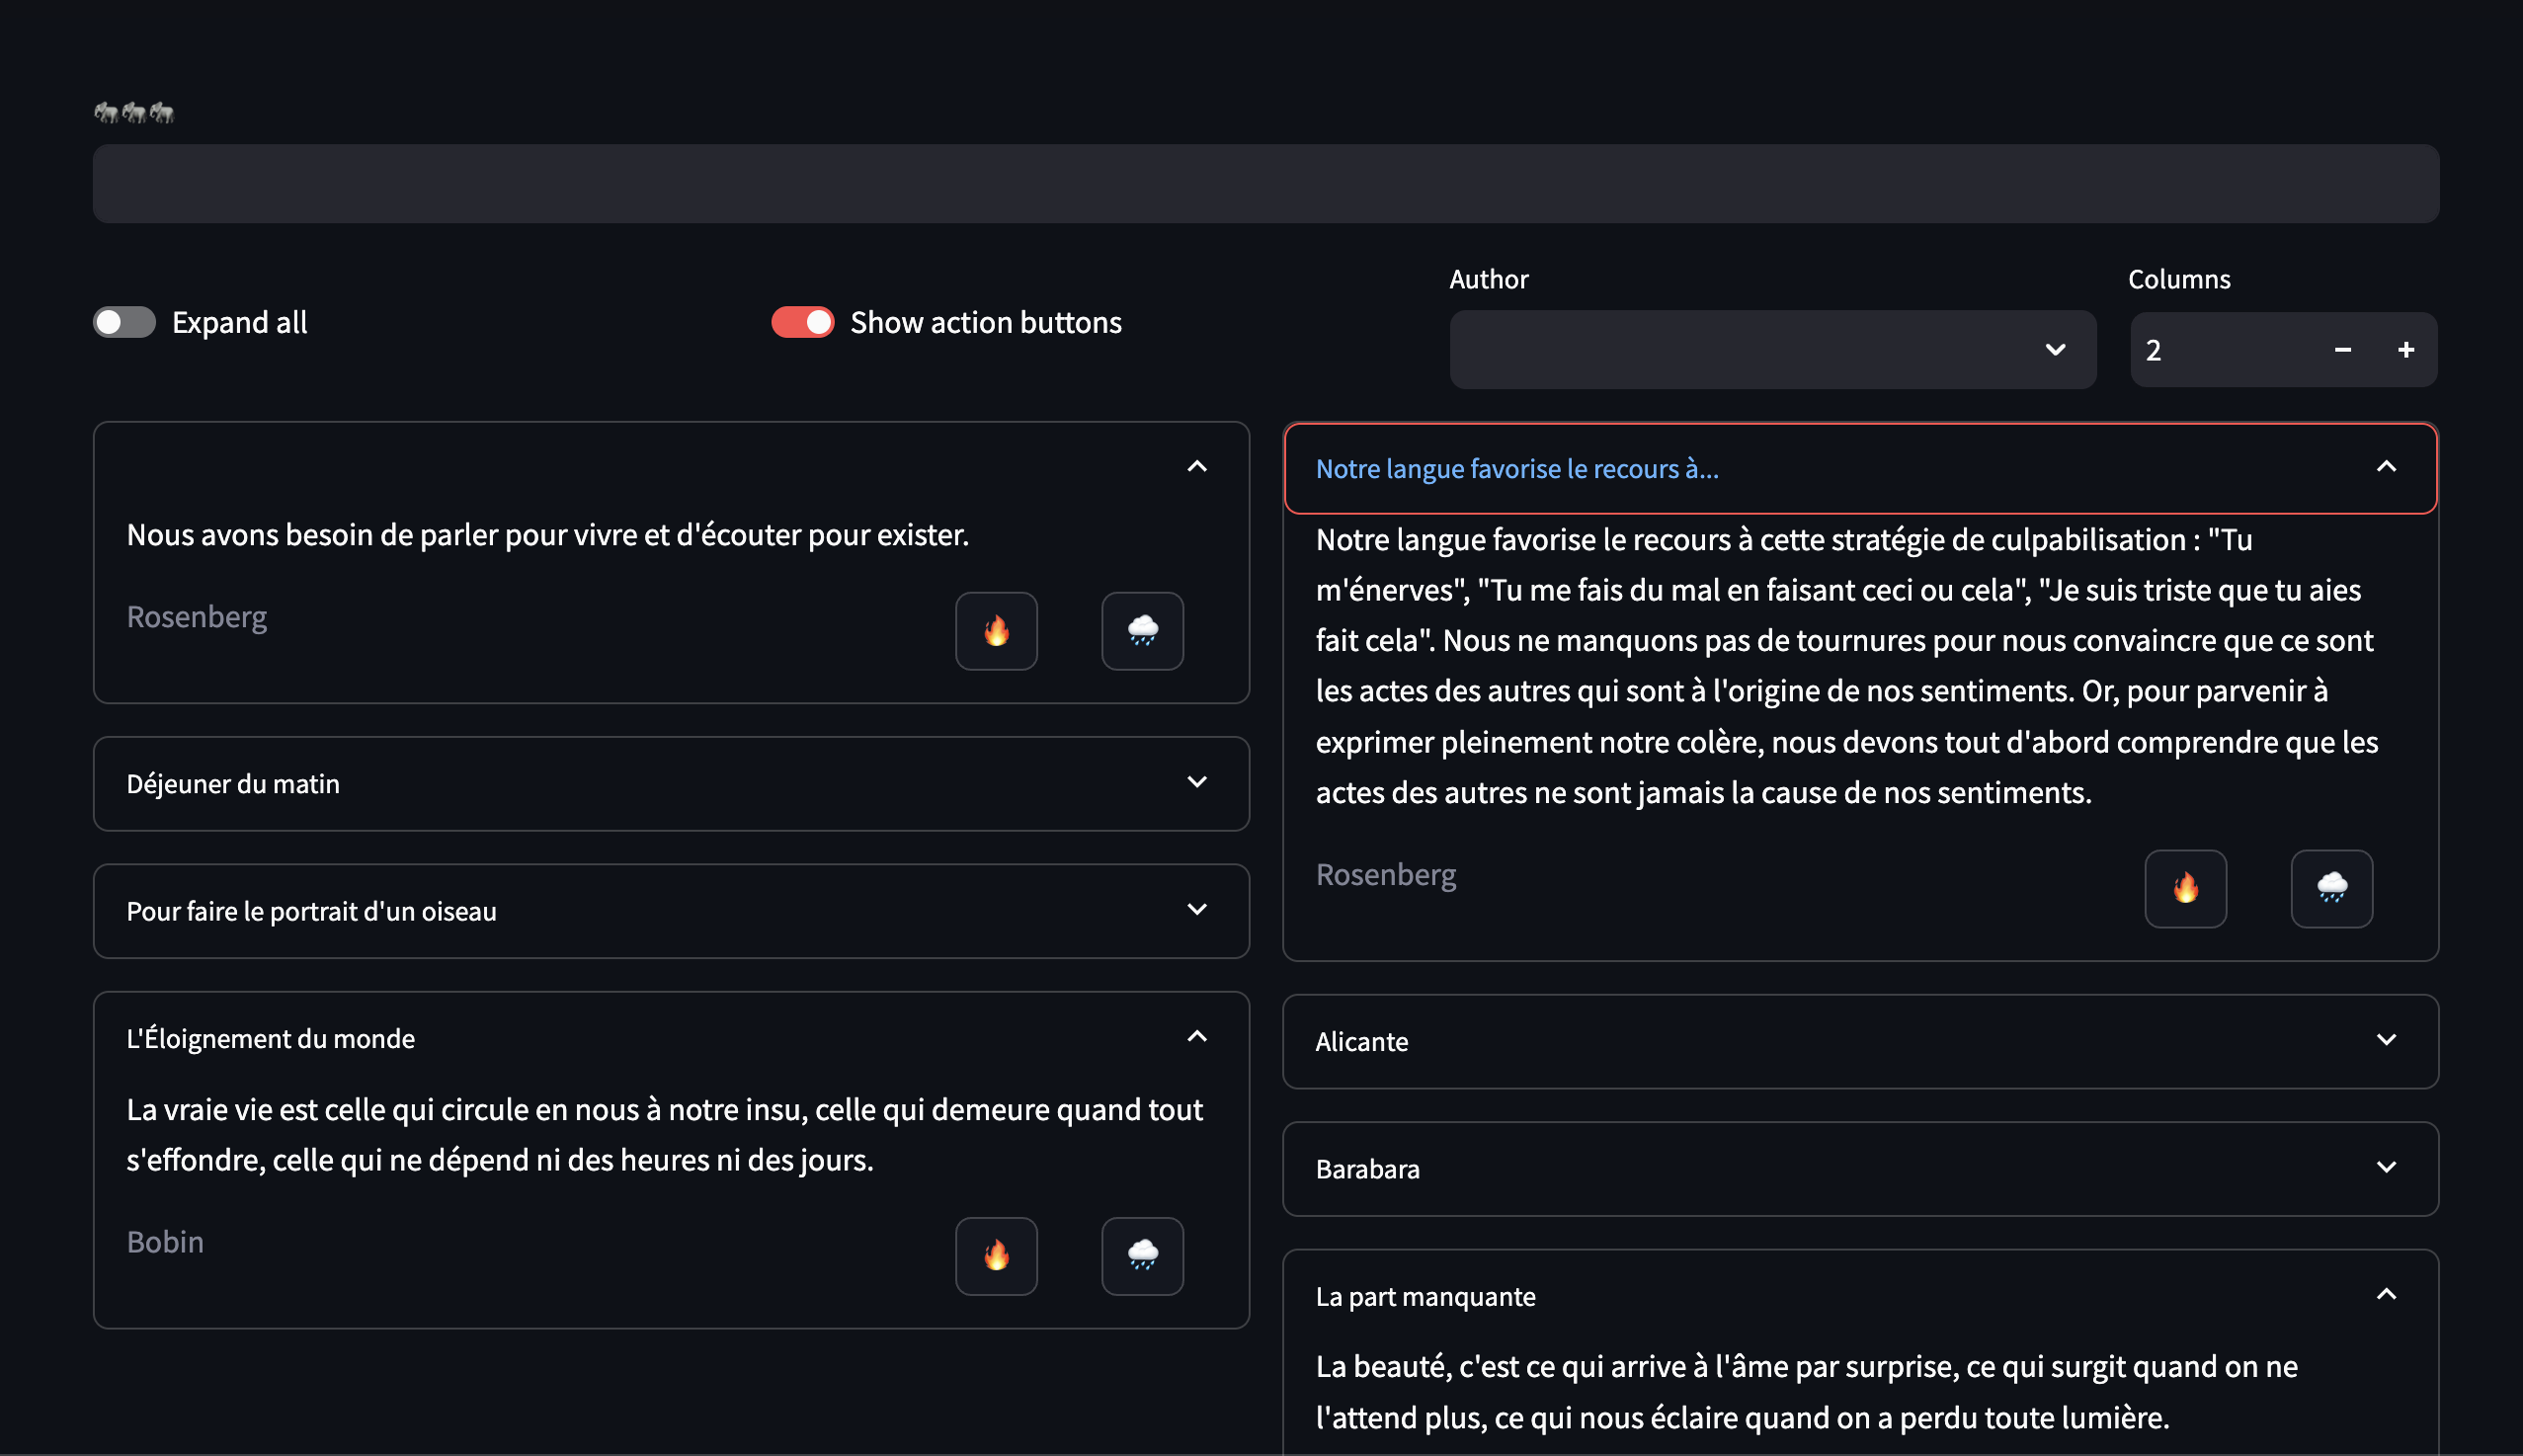 Expand all
Show action buttons
Author
Columns
2
Nous avons besoin de parler pour vivre et d'écouter pour exister.
Rosenberg
Déjeuner du matin
Pour faire le portrait d'un oiseau
L'Éloignement du monde
La vraie vie est celle qui circule en nous à notre insu, celle qui demeure quand tout
s'effondre, celle qui ne dépend ni des heures ni des jours.
Bobin
Notre langue favorise le recours à...
Notre langue favorise le recours à cette stratégie de culpabilisation : "Tu
m'énerves", "Tu me fais du mal en faisant ceci ou cela", "Je suis triste que tu aies
fait cela". Nous ne manquons pas de tournures pour nous convaincre que ce sont
les actes des autres qui sont à l'origine de nos sentiments. Or, pour parvenir à
exprimer pleinement notre colère, nous devons tout d'abord comprendre que les
actes des autres ne sont jamais la cause de nos sentiments.
Rosenberg
Alicante
Barabara
La part manquante
La beauté, c'est ce qui arrive à l'âme par surprise, ce qui surgit quand on ne
l'attend plus, ce qui nous éclaire quand on a perdu toute lumière.